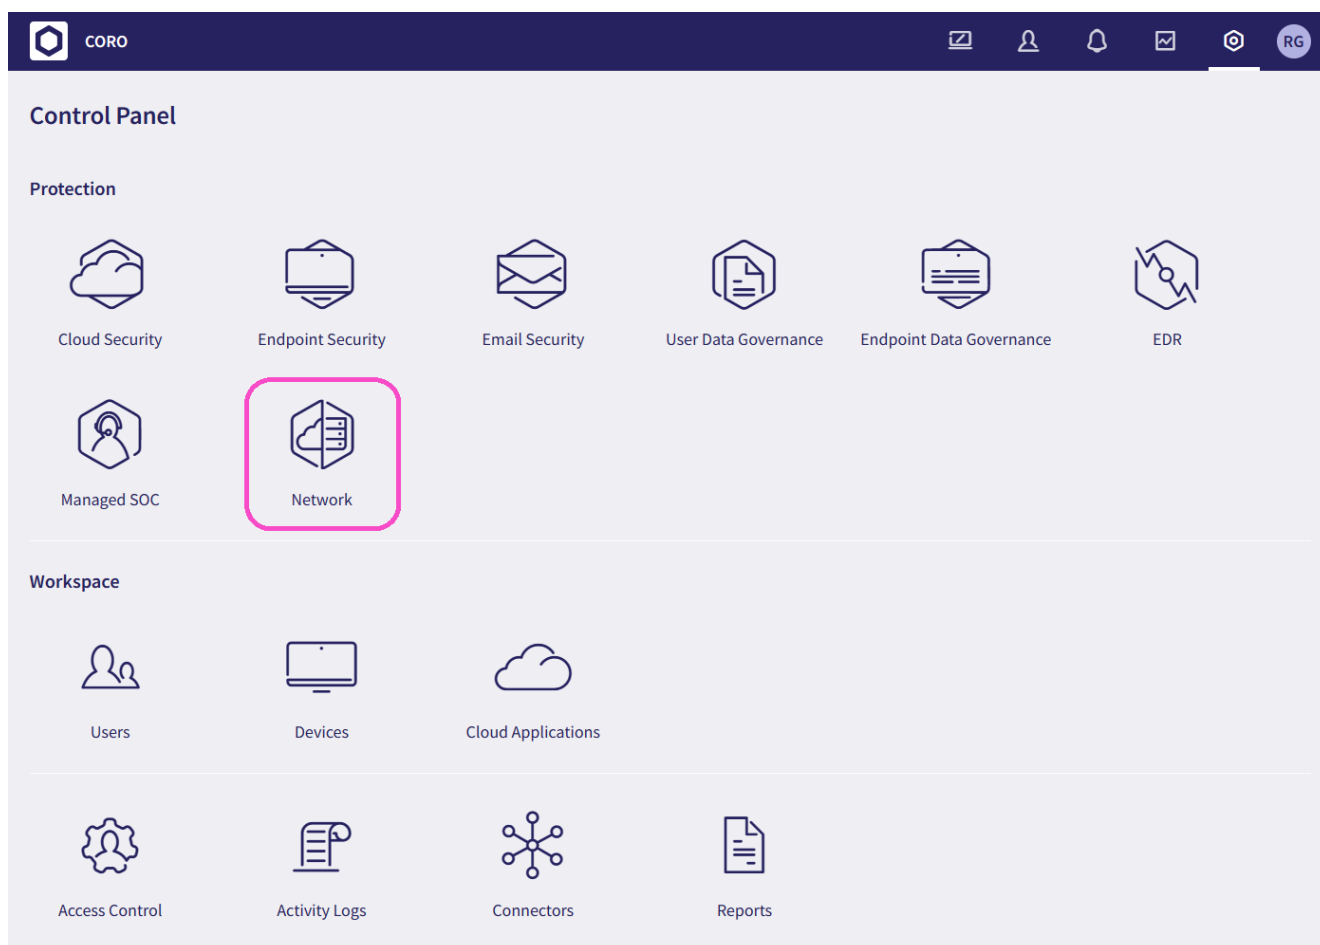 CORO
RG
Control Panel
Protection
Cloud Security
Endpoint Security
Email Security
User Data Governance
Endpoint Data Governance
EDR
Managed SOC
Network
Workspace
Users
Devices
Cloud Applications
Access Control
Activity Logs
Connectors
Reports